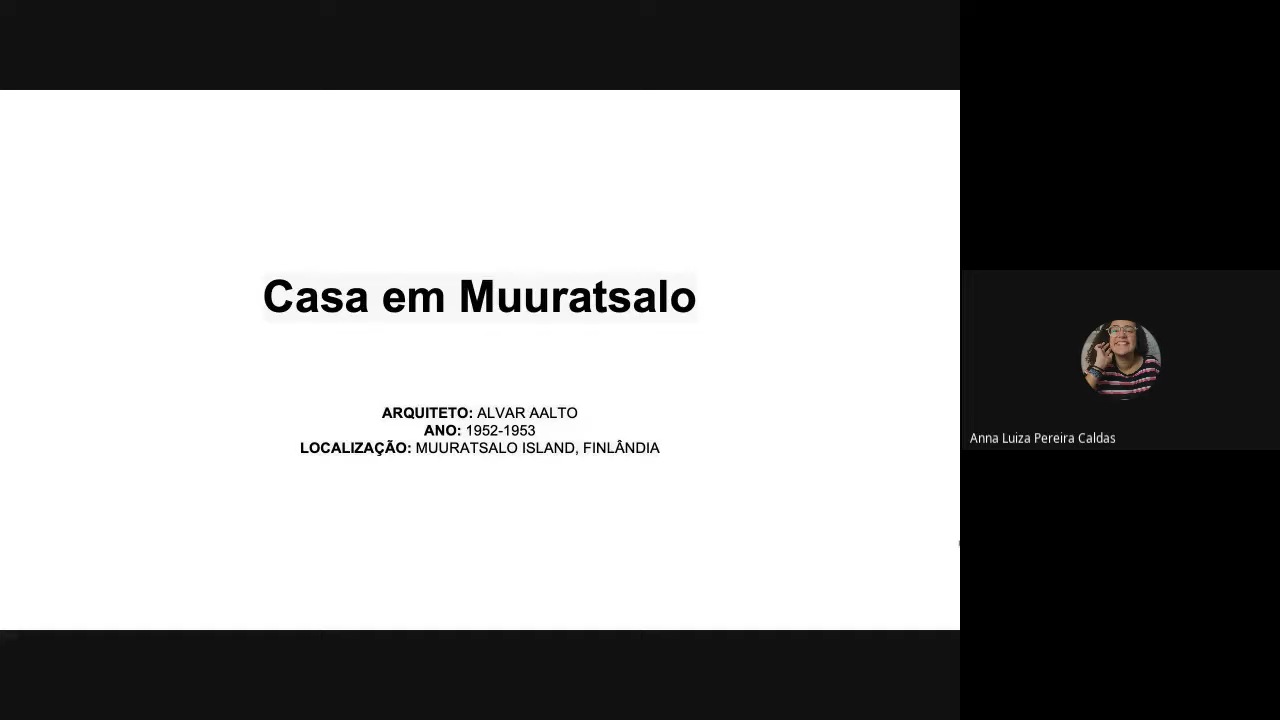 Casa em Muuratsalo
ARQUITETO: ALVAR AALTO
ANO: 1952-1953
LOCALIZAÇÃO: MUURATSALO ISLAND, FINLÂNDIA
Anna Luiza Pereira Caldas